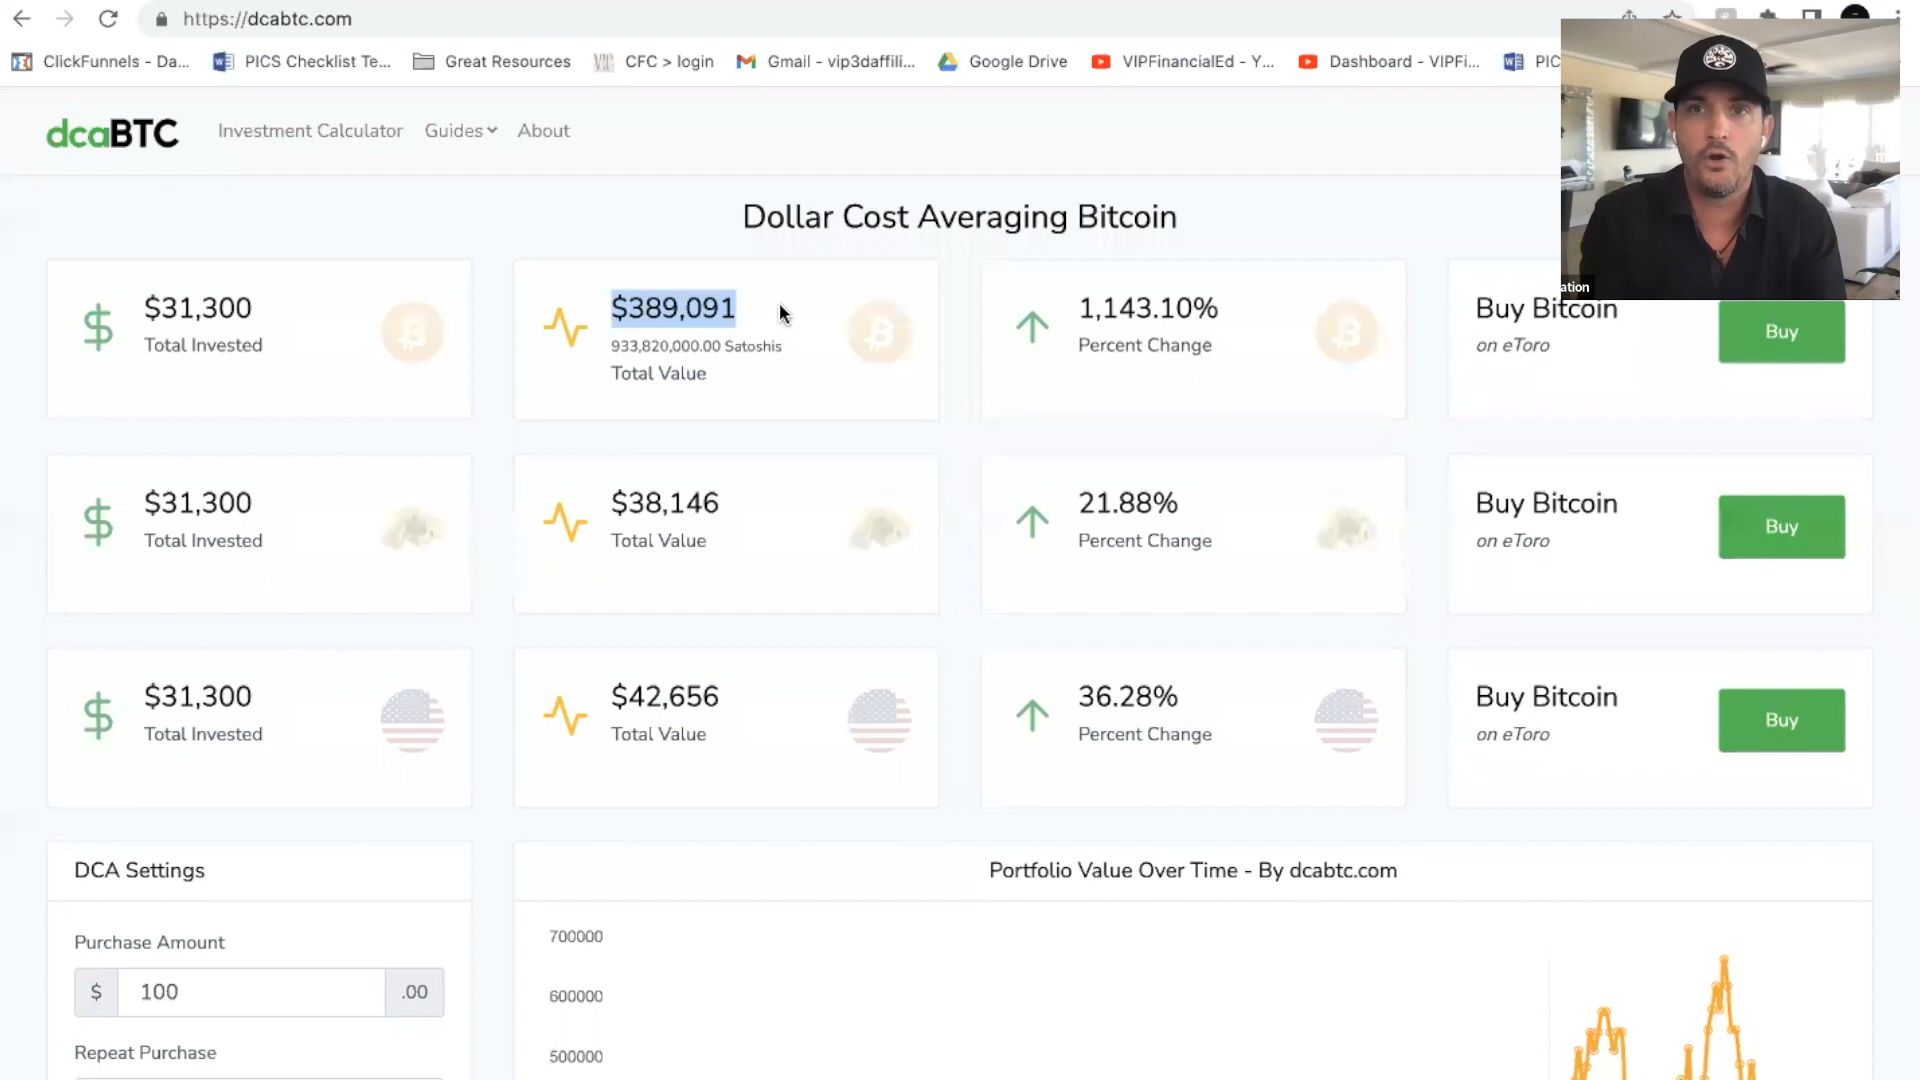 https://dcabtc.com
ClickFunnels - Da...
PICS Checklist Te...
Great Resources
CFC > login
Gmail - vip3daffili...
Google Drive
VIPFinancialEd - Y...
Dashboard - VIPFi...
PIC
dcaBTC
Investment Calculator
Guides
About
ation
Dollar Cost Averaging Bitcoin
$31,300
Total Invested
$389,091
933,820,000.00 Satoshis
Total Value
1,143.10%
Percent Change
Buy Bitcoin
on eToro
Buy
$31,300
Total Invested
$38,146
Total Value
21.88%
Percent Change
Buy Bitcoin
on eToro
Buy
$31,300
Total Invested
$42,656
Total Value
36.28%
Percent Change
Buy Bitcoin
on eToro
Buy
DCA Settings
Purchase Amount
$ 100 .00
Repeat Purchase
Portfolio Value Over Time - By dcabtc.com
700000
600000
500000